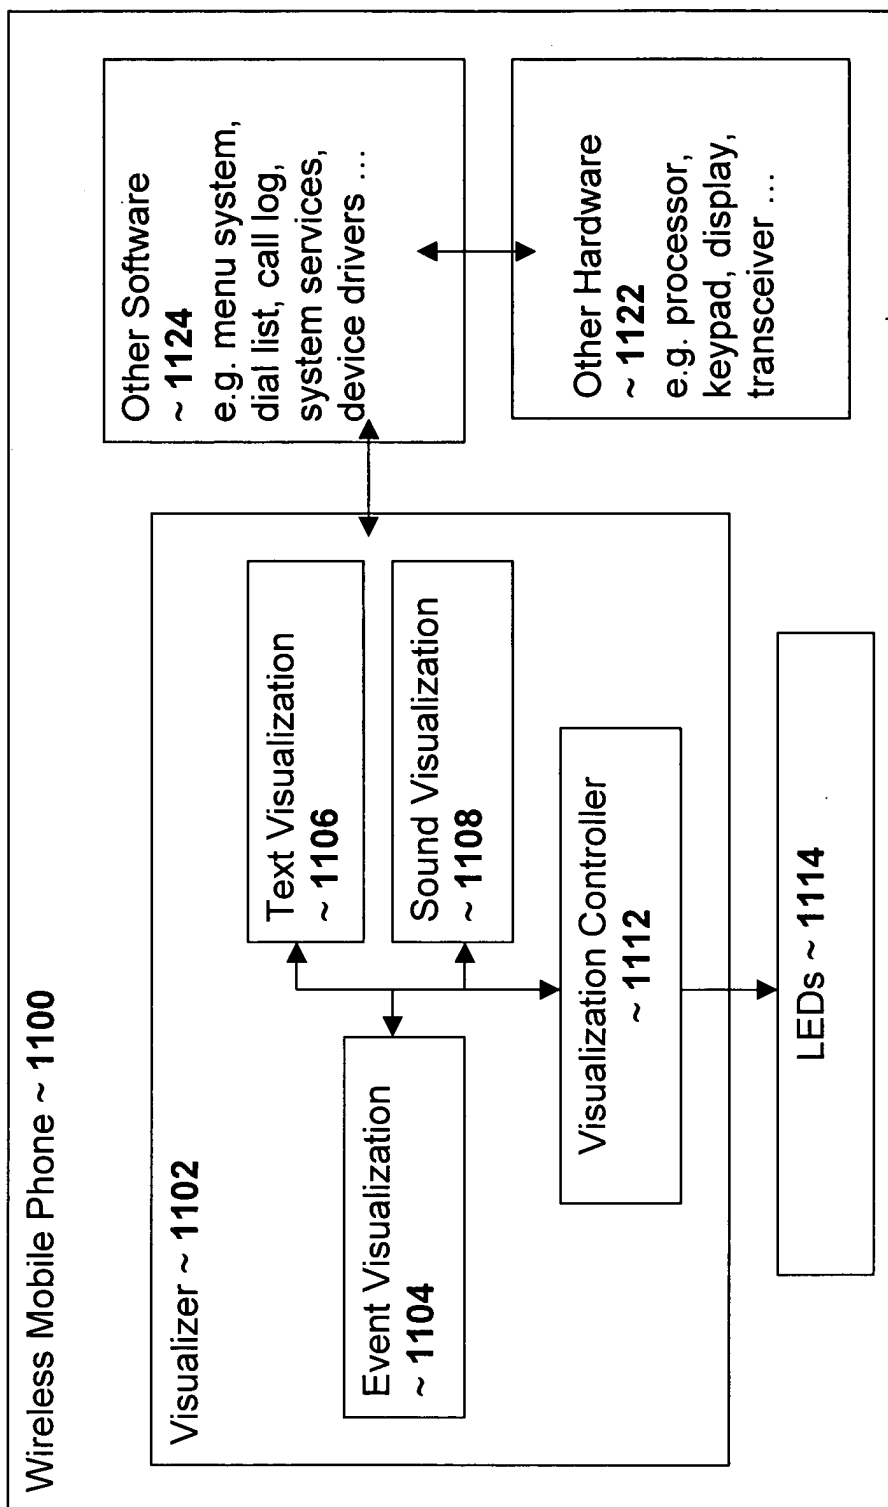 Wireless Mobile Phone ~ 1100
Visualizer ~ 1102
Event Visualization
~ 1104
Text Visualization
~ 1106
Sound Visualization
~ 1108
Visualization Controller
~ 1112
LEDs ~ 1114
Other Software
~ 1124
e.g. menu system,
dial list, call log,
system services,
device drivers ...
Other Hardware
~ 1122
e.g. processor,
keypad, display,
transceiver ...